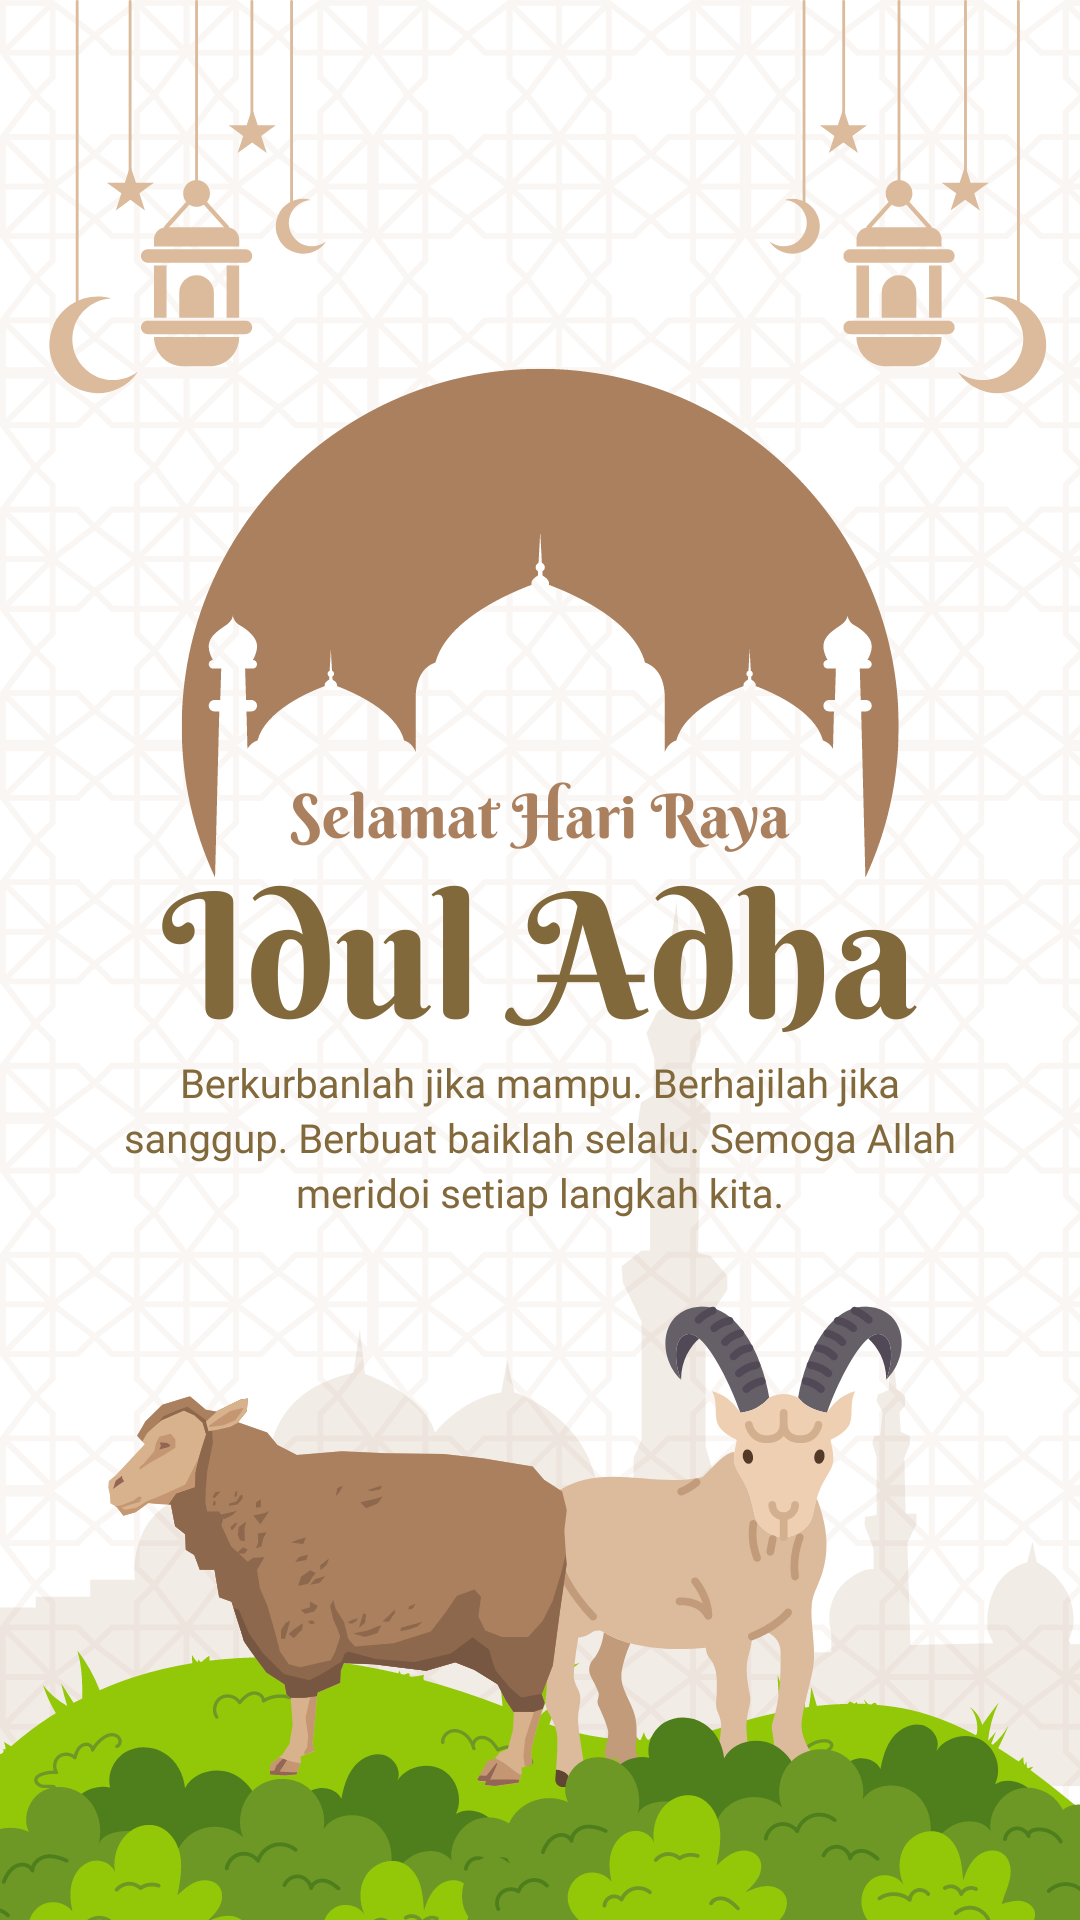 Selamat Hari Raya
Idul Adha
Berkurbanlah jika mampu. Berhajilah jika
sanggup. Berbuat baiklah selalu. Semoga Allah
meridoi setiap langkah kita.